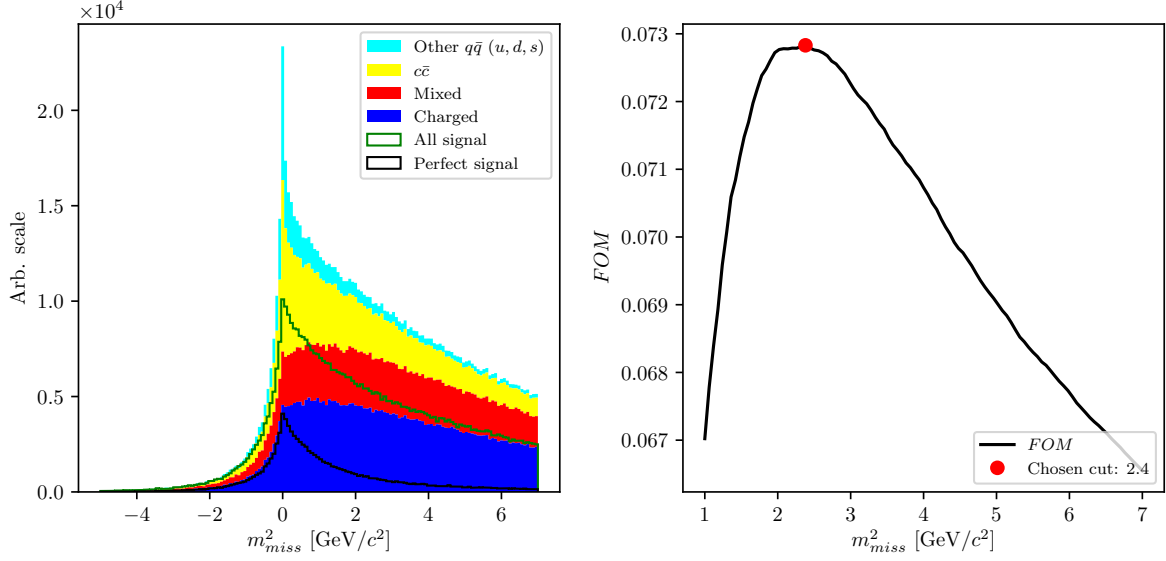 ×10⁴
Other qq̄ (u, d, s)
cc̄
Mixed
Charged
All signal
Perfect signal
2.0
1.5
1.0
0.5
0.0
Arb. scale
−4 −2 0 2 4 6
m²miss [GeV/c²]
0.073
0.072
0.071
0.070
0.069
0.068
0.067
FOM
FOM
Chosen cut: 2.4
1 2 3 4 5 6 7
m²miss [GeV/c²]